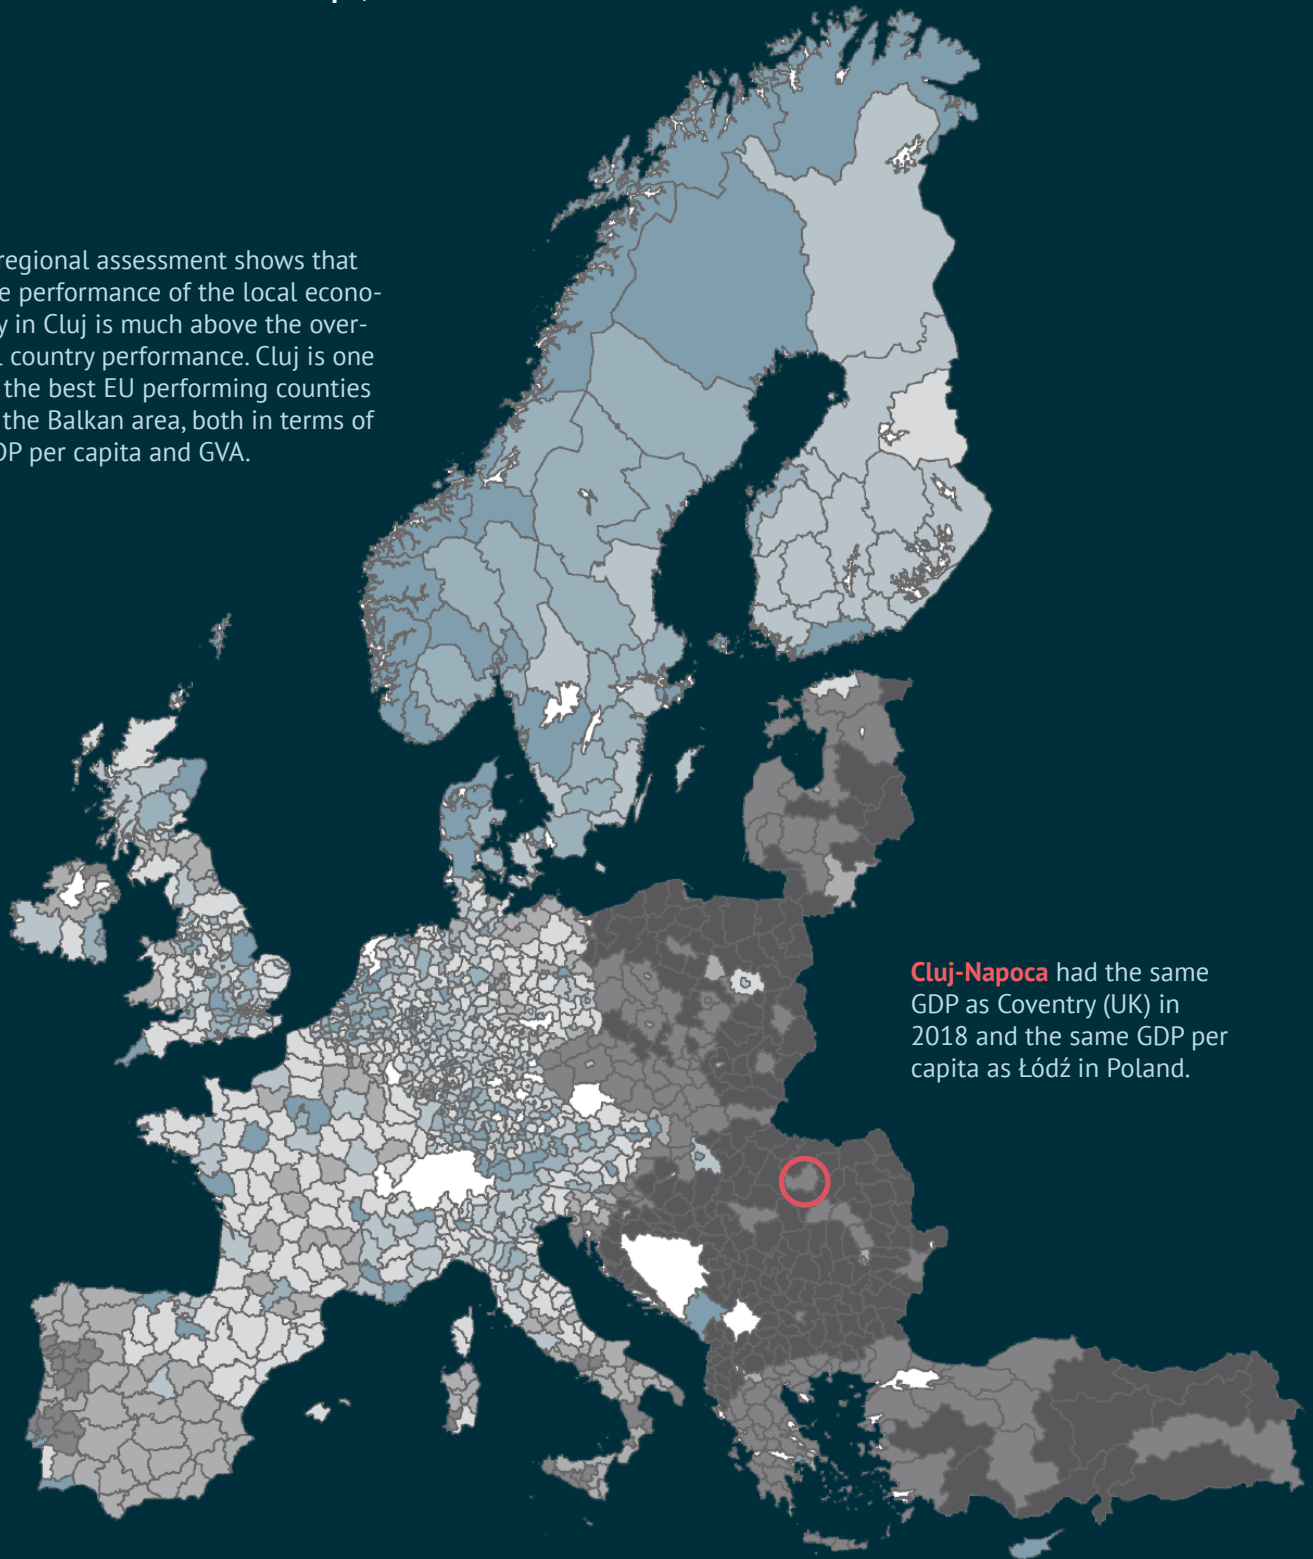 regional assessment shows that
e performance of the local econo-
y in Cluj is much above the over-
l country performance. Cluj is one
the best EU performing counties
the Balkan area, both in terms of
DP per capita and GVA.
Cluj-Napoca had the same
GDP as Coventry (UK) in
2018 and the same GDP per
capita as Łódź in Poland.